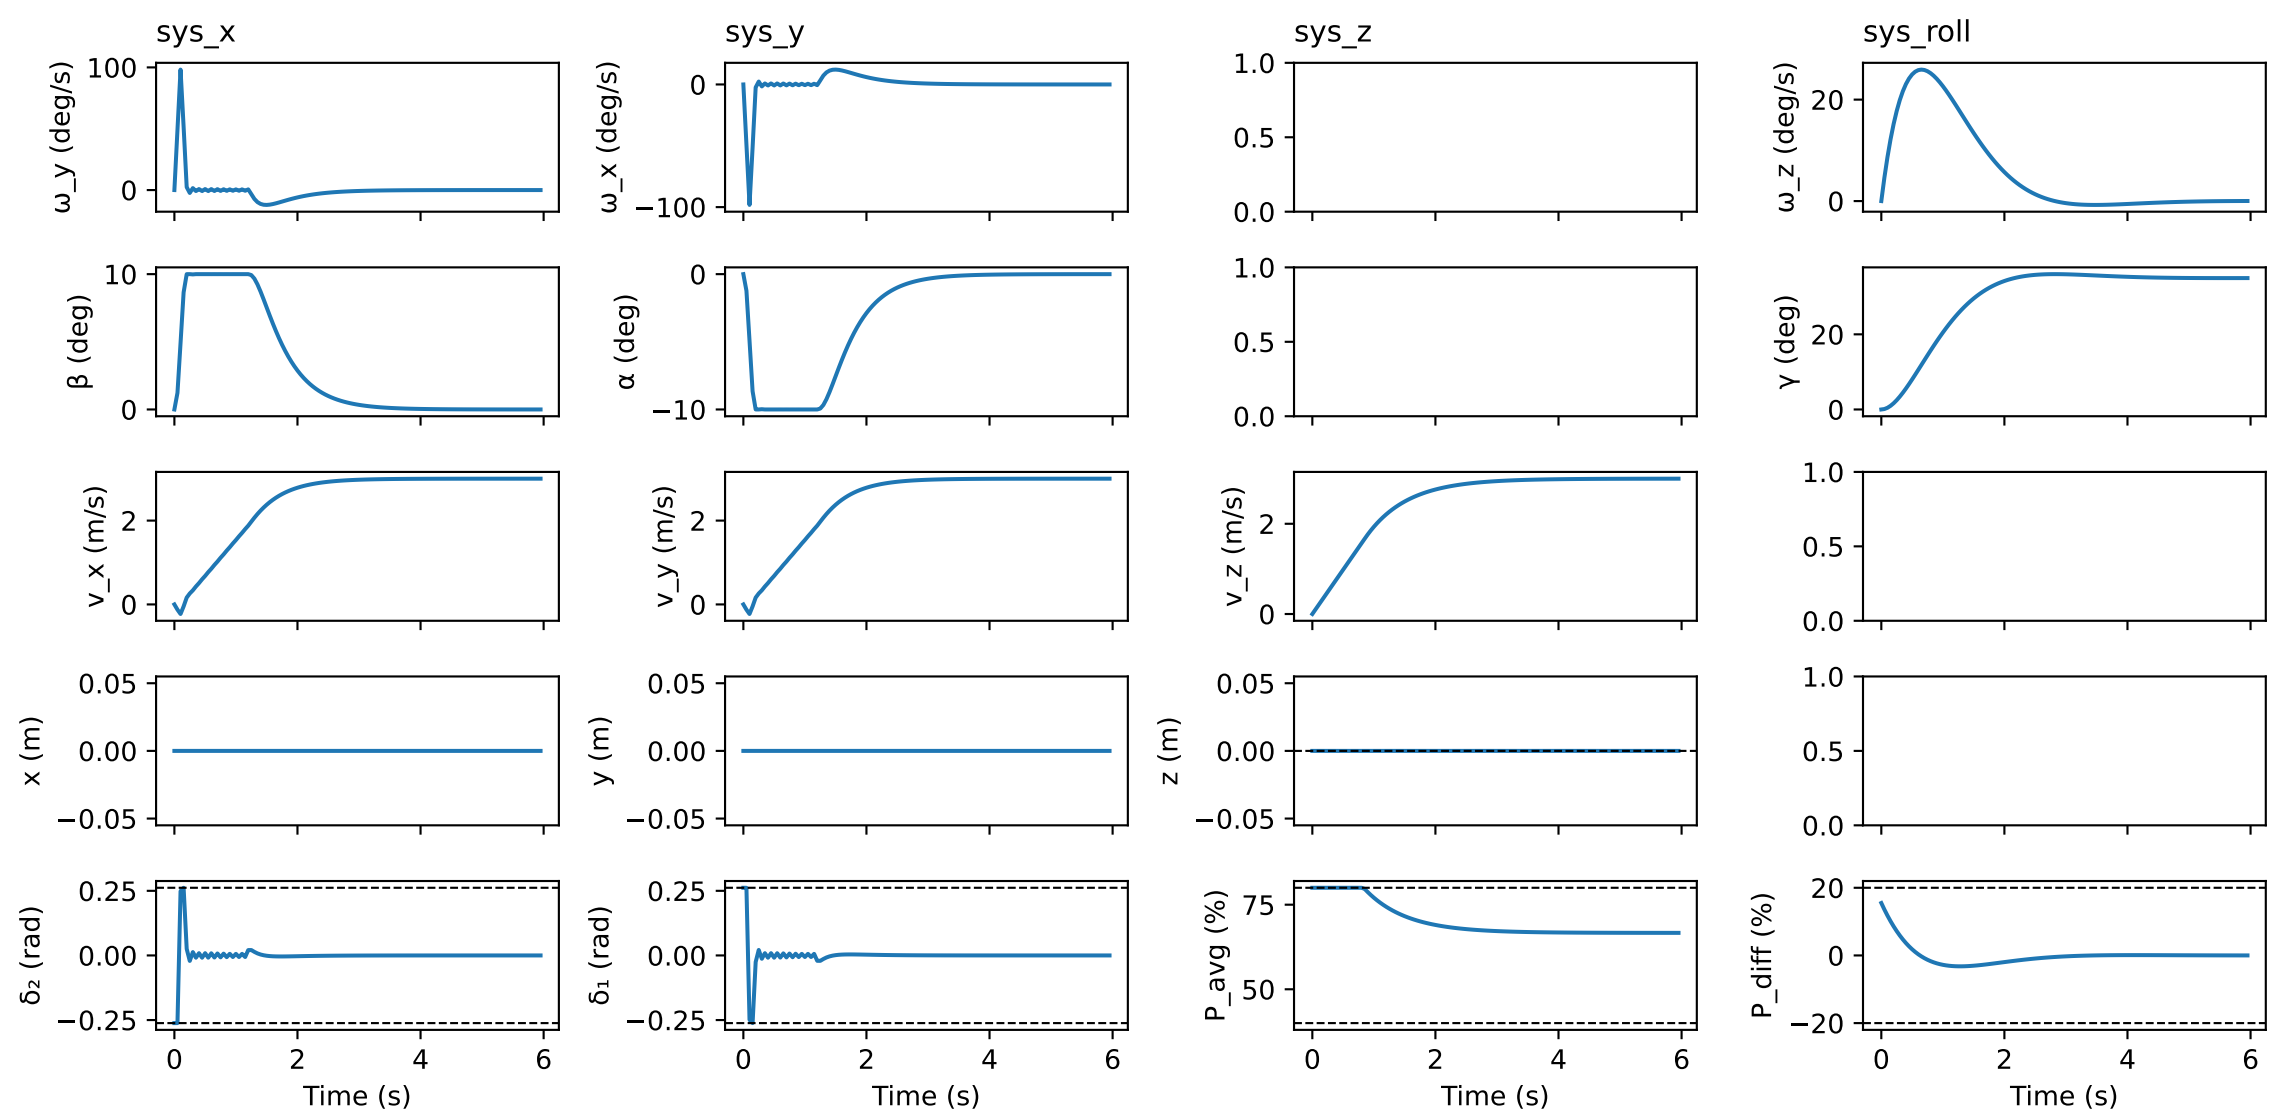 sys_x
sys_y
sys_z
sys_roll
ω_y (deg/s)
100
0
ω_x (deg/s)
0
−100
1.0
0.5
0.0
ω_z (deg/s)
20
0
β (deg)
10
0
α (deg)
0
−10
1.0
0.5
0.0
γ (deg)
20
0
v_x (m/s)
2
0
v_y (m/s)
2
0
v_z (m/s)
2
0
1.0
0.5
0.0
x (m)
0.05
0.00
−0.05
y (m)
0.05
0.00
−0.05
z (m)
0.05
0.00
−0.05
1.0
0.5
0.0
δ₂ (rad)
0.25
0.00
−0.25
0 2 4 6
Time (s)
δ₁ (rad)
0.25
0.00
−0.25
0 2 4 6
Time (s)
P_avg (%)
75
50
0 2 4 6
Time (s)
P_diff (%)
20
0
−20
0 2 4 6
Time (s)